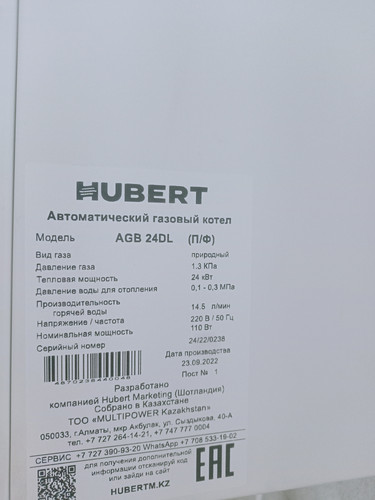 HUBERT
Автоматический газовый котел
Модель AGB 24DL (П/Ф)
Вид газа природный
Давление газа 1.3 КПа
Тепловая мощность 24 кВт
Давление воды для отопления 0,1 - 0,3 МПа
Производительность горячей воды 14.5 л/мин
Напряжение / частота 220 В / 50 Гц
Номинальная мощность 110 Вт
Серийный номер 24/22/0238
Дата производства
23.09.2022
Пост № 1
Разработано
компанией Hubert Marketing (Шотландия)
Собрано в Казахстане
ТОО «MULTIPOWER Kazakhstan»
050033, г.Алматы, мкр Акбулак, ул. Сыздыкова, 40-А
тел. +7 727 264-14-21, +7 747 777 0004
СЕРВИС +7 727 390-93-20 WhatsApp +7 708 533-19-02
для получения дополнительной
информации отсканируй код
или зайди на сайт
HUBERTM.KZ
EAC